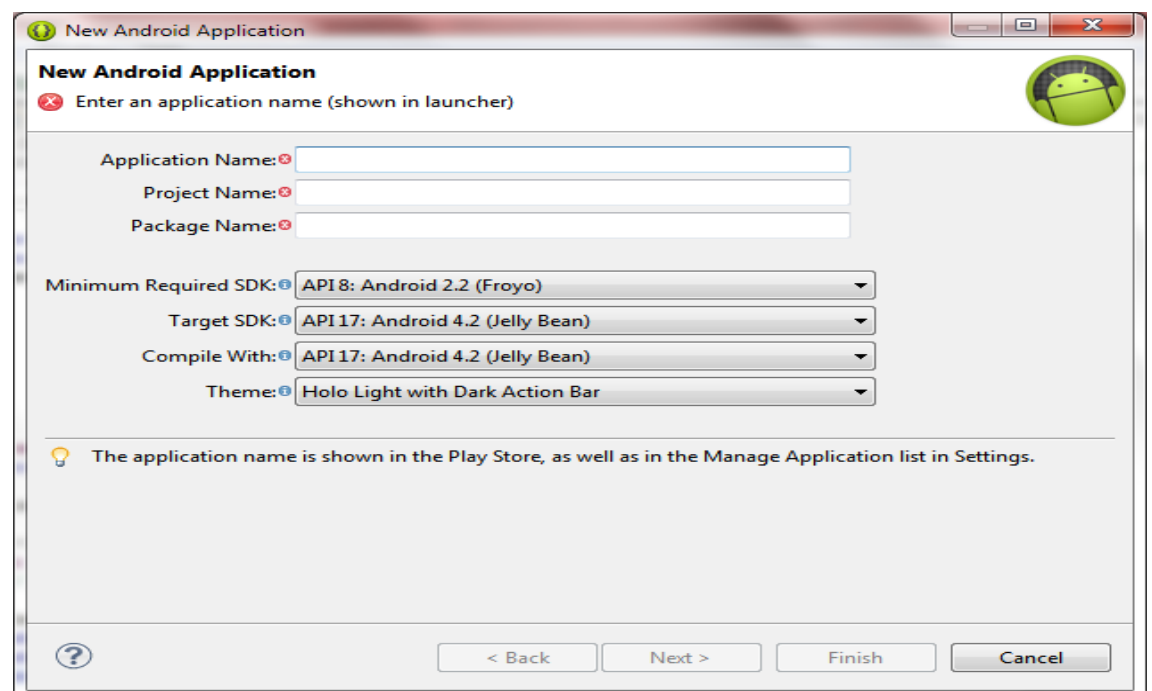 New Android Application
New Android Application
Enter an application name (shown in launcher)
Application Name:
Project Name:
Package Name:
Minimum Required SDK: API 8: Android 2.2 (Froyo)
Target SDK: API 17: Android 4.2 (Jelly Bean)
Compile With: API 17: Android 4.2 (Jelly Bean)
Theme: Holo Light with Dark Action Bar
The application name is shown in the Play Store, as well as in the Manage Application list in Settings.
< Back Next > Finish Cancel